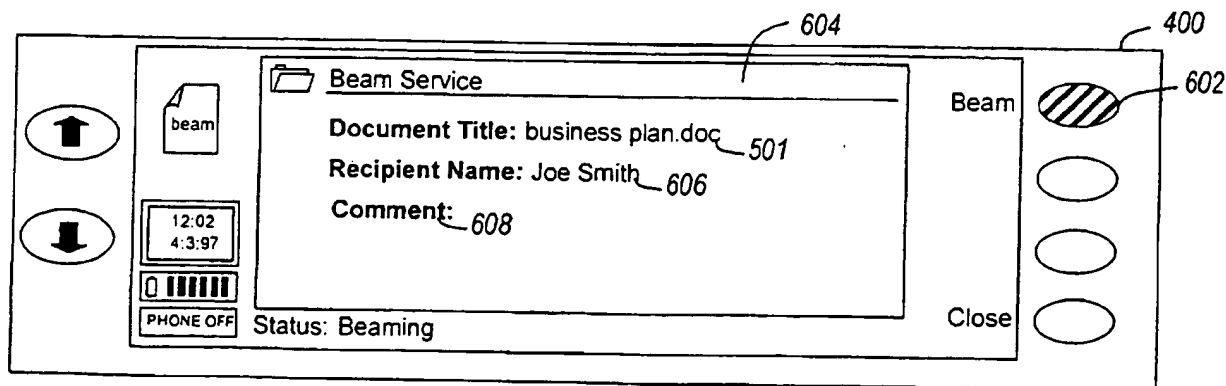 604
400
602
beam
Beam Service
Beam
Document Title: business plan.doc
501
Recipient Name: Joe Smith
606
Comment:
608
12:02
4:3:97
PHONE OFF
Status: Beaming
Close